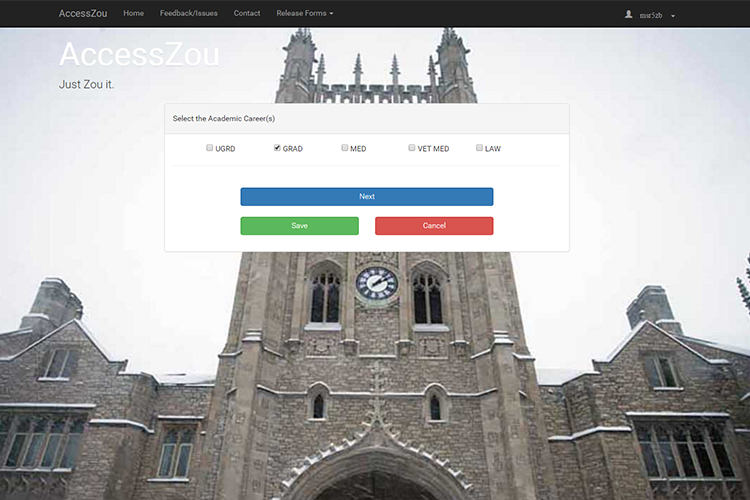 AccessZou Home Feedback/Issues Contact Release Forms msr5zb
AccessZou
Just Zou it.
Select the Academic Career(s)
UGRD GRAD MED VET MED LAW
Next
Save Cancel